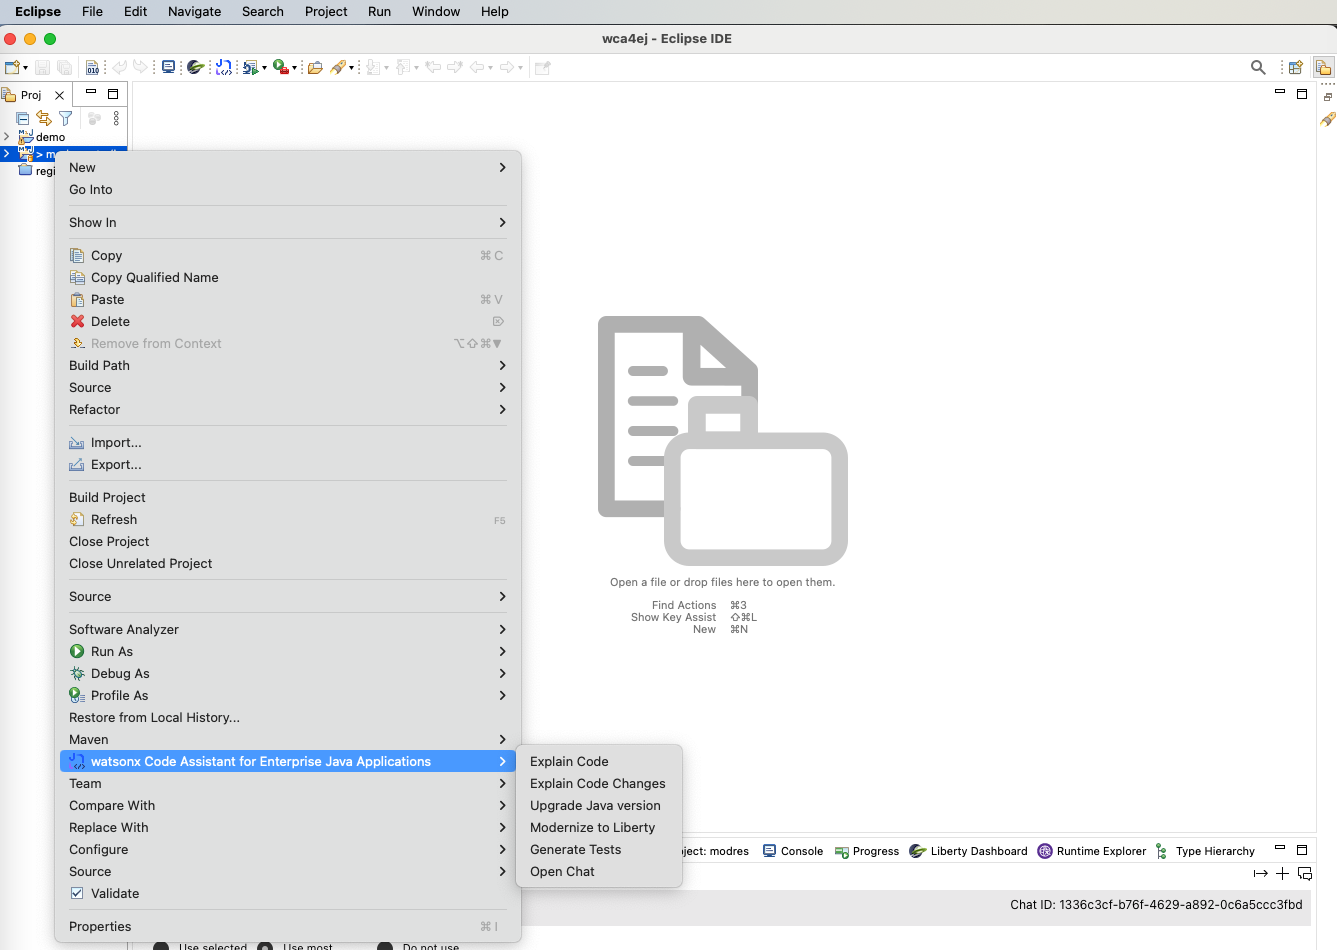 Eclipse File Edit Navigate Search Project Run Window Help
wca4ej - Eclipse IDE
010
Proj
demo
>
regi
New
Go Into
Show In
Copy ⌘ C
Copy Qualified Name
Paste ⌘ V
Delete ⌦
Remove from Context ⌥⇧⌘▼
Build Path
Source
Refactor
Import...
Export...
Build Project
Refresh F5
Close Project
Close Unrelated Project
Source
Software Analyzer
Run As
Debug As
Profile As
Restore from Local History...
Maven
watsonx Code Assistant for Enterprise Java Applications
Team
Compare With
Replace With
Configure
Source
Validate
Properties ⌘ I
Explain Code
Explain Code Changes
Upgrade Java version
Modernize to Liberty
Generate Tests
Open Chat
Open a file or drop files here to open them.
Find Actions ⌘3
Show Key Assist ⇧⌘L
New ⌘N
ject: modres Console Progress Liberty Dashboard Runtime Explorer Type Hierarchy
Chat ID: 1336c3cf-b76f-4629-a892-0c6a5ccc3fbd
Use selected Use most Do not use